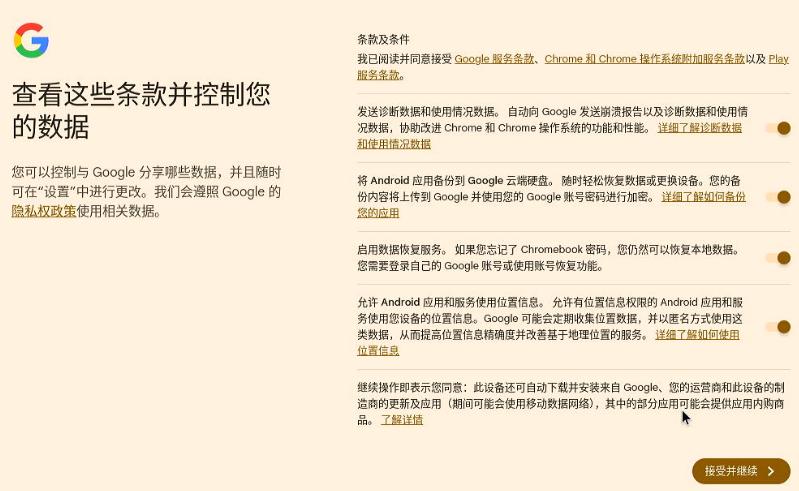 查看这些条款并控制您
的数据
您可以控制与 Google 分享哪些数据，并且随时
可在“设置”中进行更改。我们会遵照 Google 的
隐私权政策使用相关数据。
条款及条件
我已阅读并同意接受 Google 服务条款、Chrome 和 Chrome 操作系统附加服务条款以及 Play
服务条款。
发送诊断数据和使用情况数据。 自动向 Google 发送崩溃报告以及诊断数据和使用情
况数据，协助改进 Chrome 和 Chrome 操作系统的功能和性能。 详细了解诊断数据
和使用情况数据
将 Android 应用备份到 Google 云端硬盘。 随时轻松恢复数据或更换设备。您的备
份内容将上传到 Google 并使用您的 Google 账号密码进行加密。 详细了解如何备份
您的应用
启用数据恢复服务。 如果您忘记了 Chromebook 密码，您仍然可以恢复本地数据。
您需要登录自己的 Google 账号或使用账号恢复功能。
允许 Android 应用和服务使用位置信息。 允许有位置信息权限的 Android 应用和服
务使用您设备的位置信息。Google 可能会定期收集位置数据，并以匿名方式使用这
类数据，从而提高位置信息精确度并改善基于地理位置的服务。 详细了解如何使用
位置信息
继续操作即表示您同意：此设备还可自动下载并安装来自 Google、您的运营商和此设备的制
造商的更新及应用（期间可能会使用移动数据网络），其中的部分应用可能会提供应用内购商
品。 了解详情
接受并继续